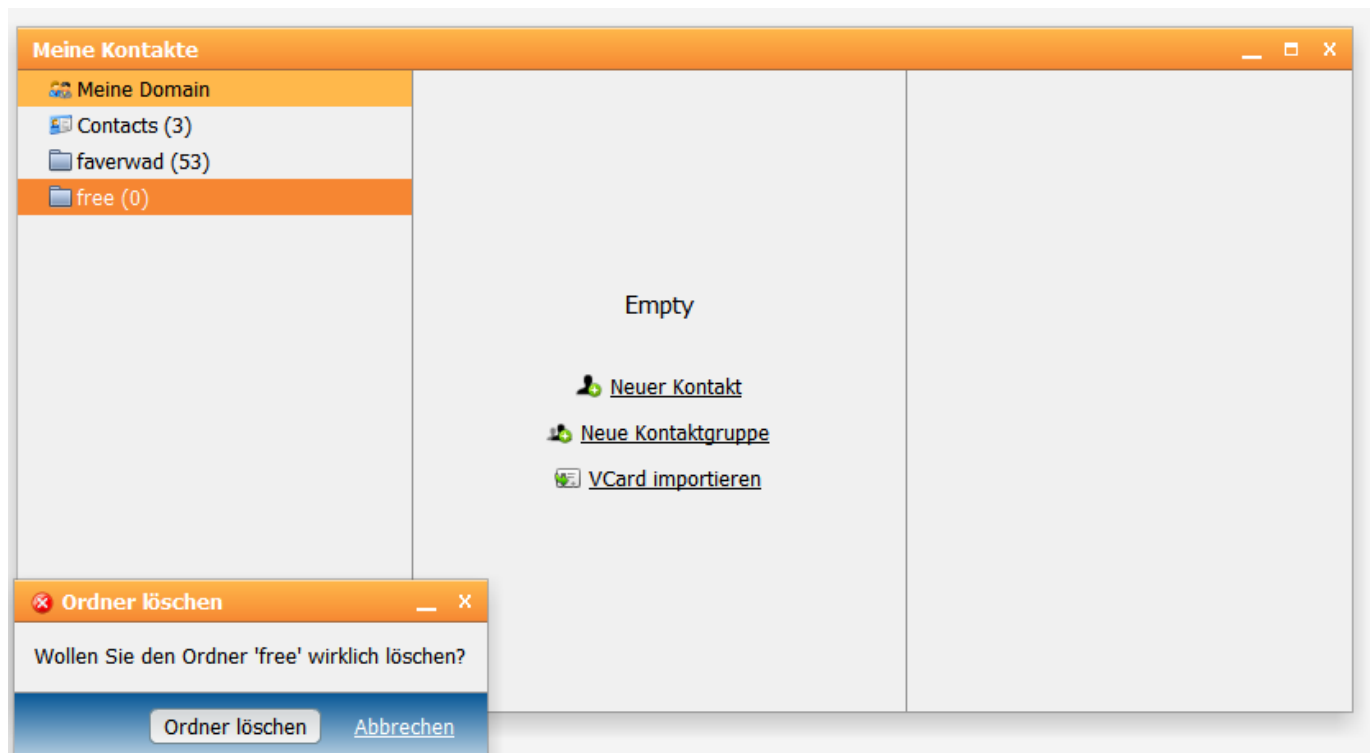 Meine Kontakte
Meine Domain
Contacts (3)
faverwad (53)
free (0)
Empty
Neuer Kontakt
Neue Kontaktgruppe
VCard importieren
Ordner löschen
Wollen Sie den Ordner 'free' wirklich löschen?
Ordner löschen Abbrechen